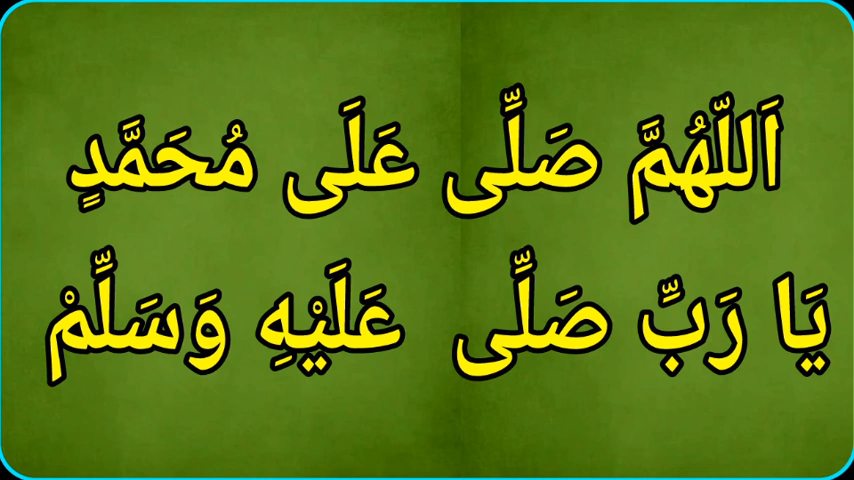 اَللّٰهُمَّ صَلِّى عَلَى مُحَمَّدٍ
يَا رَبِّ صَلِّى عَلَيْهِ وَسَلِّمْ